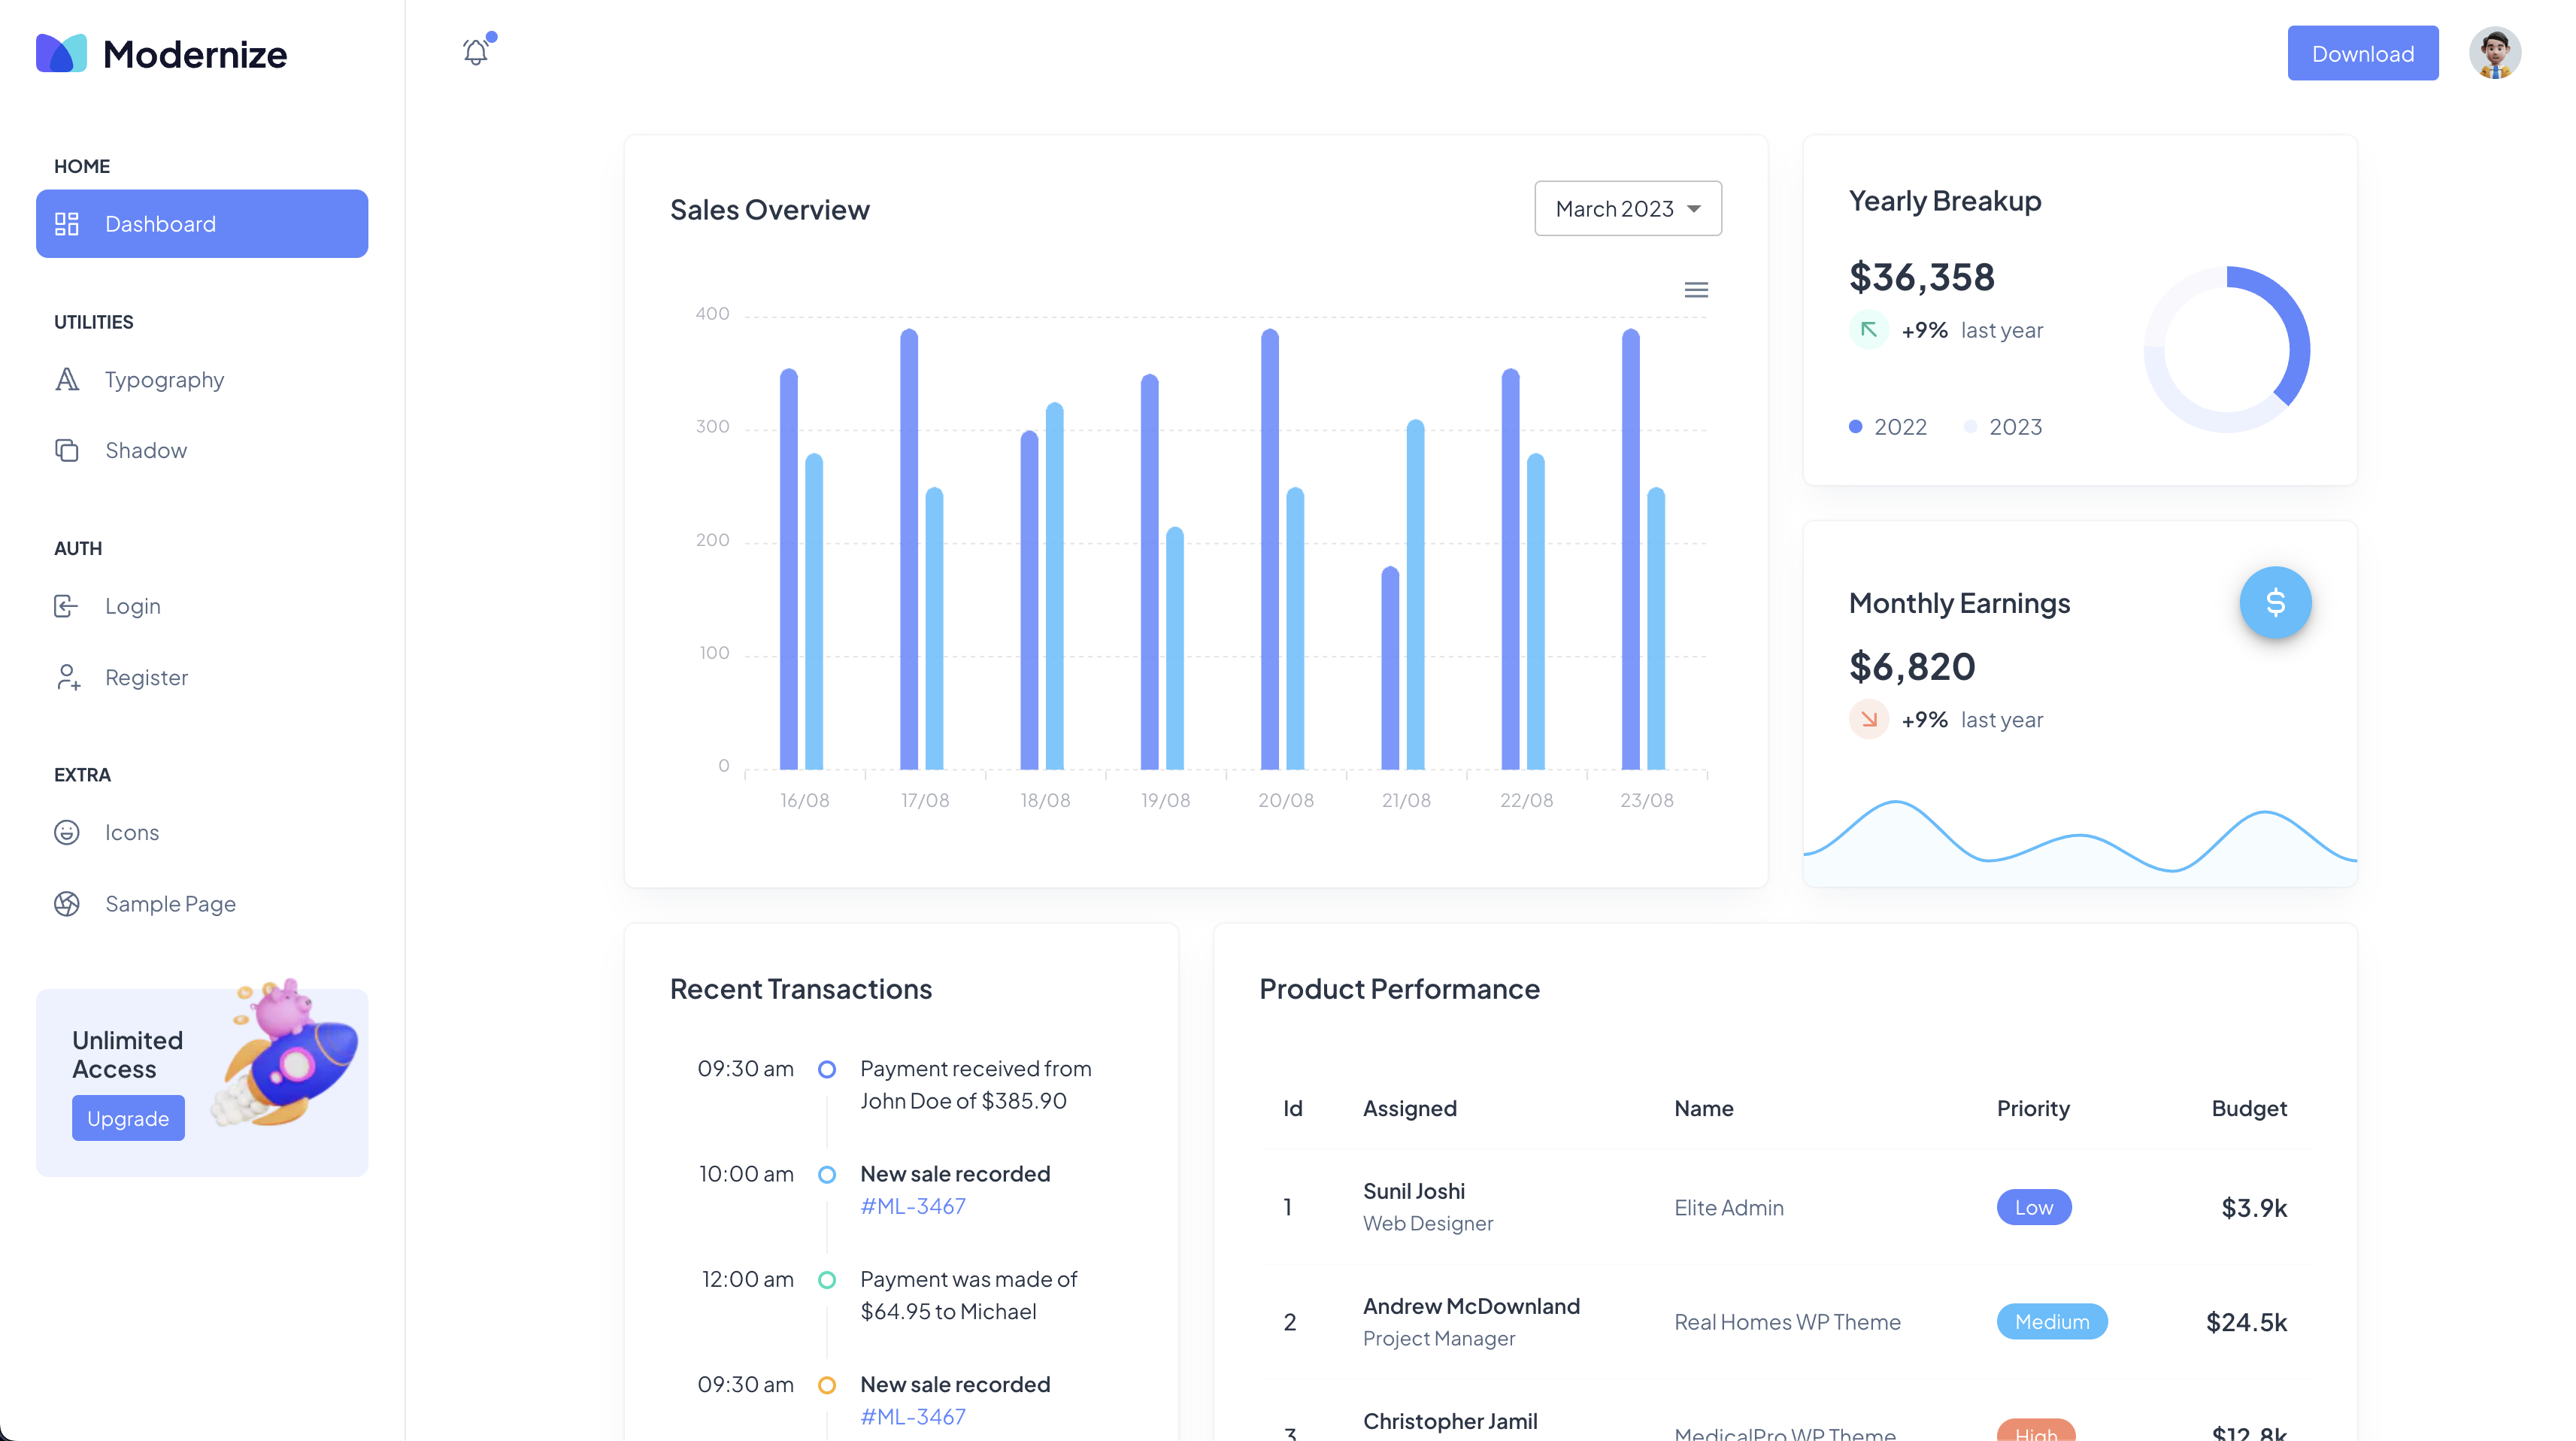 Modernize
Download
HOME
Dashboard
UTILITIES
Typography
Shadow
AUTH
Login
Register
EXTRA
Icons
Sample Page
Unlimited
Access
Upgrade
Sales Overview
March 2023
400
300
200
100
0
16/08 17/08 18/08 19/08 20/08 21/08 22/08 23/08
Yearly Breakup
$36,358
+9% last year
2022 2023
Monthly Earnings
$
$6,820
+9% last year
Recent Transactions
09:30 am Payment received from
John Doe of $385.90
10:00 am New sale recorded
#ML-3467
12:00 am Payment was made of
$64.95 to Michael
09:30 am New sale recorded
#ML-3467
Product Performance
Id Assigned Name Priority Budget
1 Sunil Joshi Elite Admin Low $3.9k
Web Designer
2 Andrew McDownland Real Homes WP Theme Medium $24.5k
Project Manager
3 Christopher Jamil MedicalPro WP Theme High $12.8k